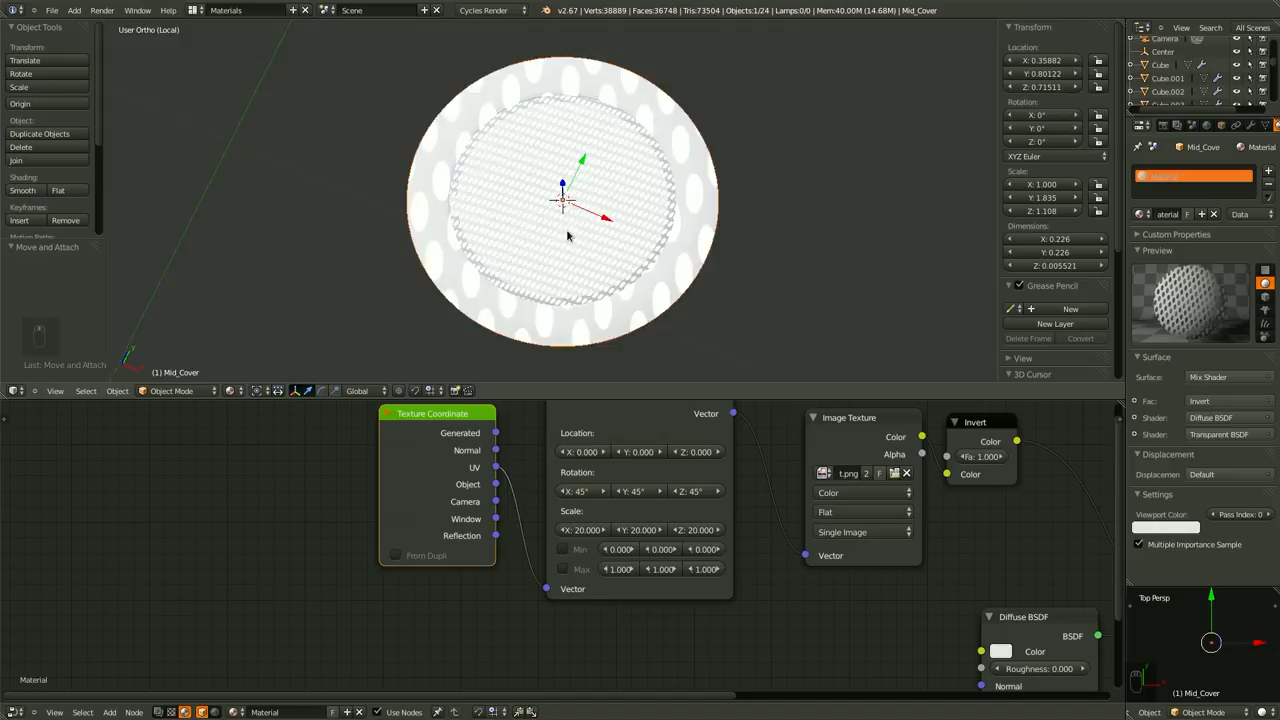 File Add Render Window Help Materials Scene Cycles Render v2.67 | Verts:38889 | Faces:36748 | Tris:73504 | Objects:1/24 | Lamps:0/0 | Mem:40.00M (14.68M) | Mid_Cover
Object Tools
Transform:
Translate
Rotate
Scale
Origin
Object:
Duplicate Objects
Delete
Join
Shading:
Smooth Flat
Keyframes:
Insert Remove
Move and Attach
Last: Move and Attach
User Ortho (Local)
(1) Mid_Cover
Transform
Location:
X: 0.35882
Y: 0.80122
Z: 0.71511
Rotation:
X: 0°
Y: 0°
Z: 0°
XYZ Euler
Scale:
X: 1.000
Y: 1.835
Z: 1.108
Dimensions:
X: 0.226
Y: 0.226
Z: 0.005521
Grease Pencil
New
New Layer
Delete Frame Convert
View
3D Cursor
View Select Object Object Mode Global
View Search All Scenes
Camera
Center
Cube
Cube.001
Cube.002
Mid_Cove Material
aterial F Data
Custom Properties
Preview
Surface
Surface: Mix Shader
Fac: Invert
Shader: Diffuse BSDF
Shader: Transparent BSDF
Displacement
Displacemen Default
Settings
Viewport Color: Pass Index: 0
Multiple Importance Sample
Top Persp
(1) Mid_Cover
Object Object Mode
Texture Coordinate
Generated
Normal
UV
Object
Camera
Window
Reflection
From Dupli
Vector
Location:
X: 0.000 Y: 0.000 Z: 0.000
Rotation:
X: 45° Y: 45° Z: 45°
Scale:
X: 20.000 Y: 20.000 Z: 20.000
Min 0.000 0.000 0.000
Max 1.000 1.000 1.000
Vector
Image Texture
Color
Alpha
t.png 2 F
Color
Flat
Single Image
Vector
Invert
Color
Fa: 1.000
Color
Diffuse BSDF
BSDF
Color
Roughness: 0.000
Normal
Material
View Select Add Node Material F Use Nodes